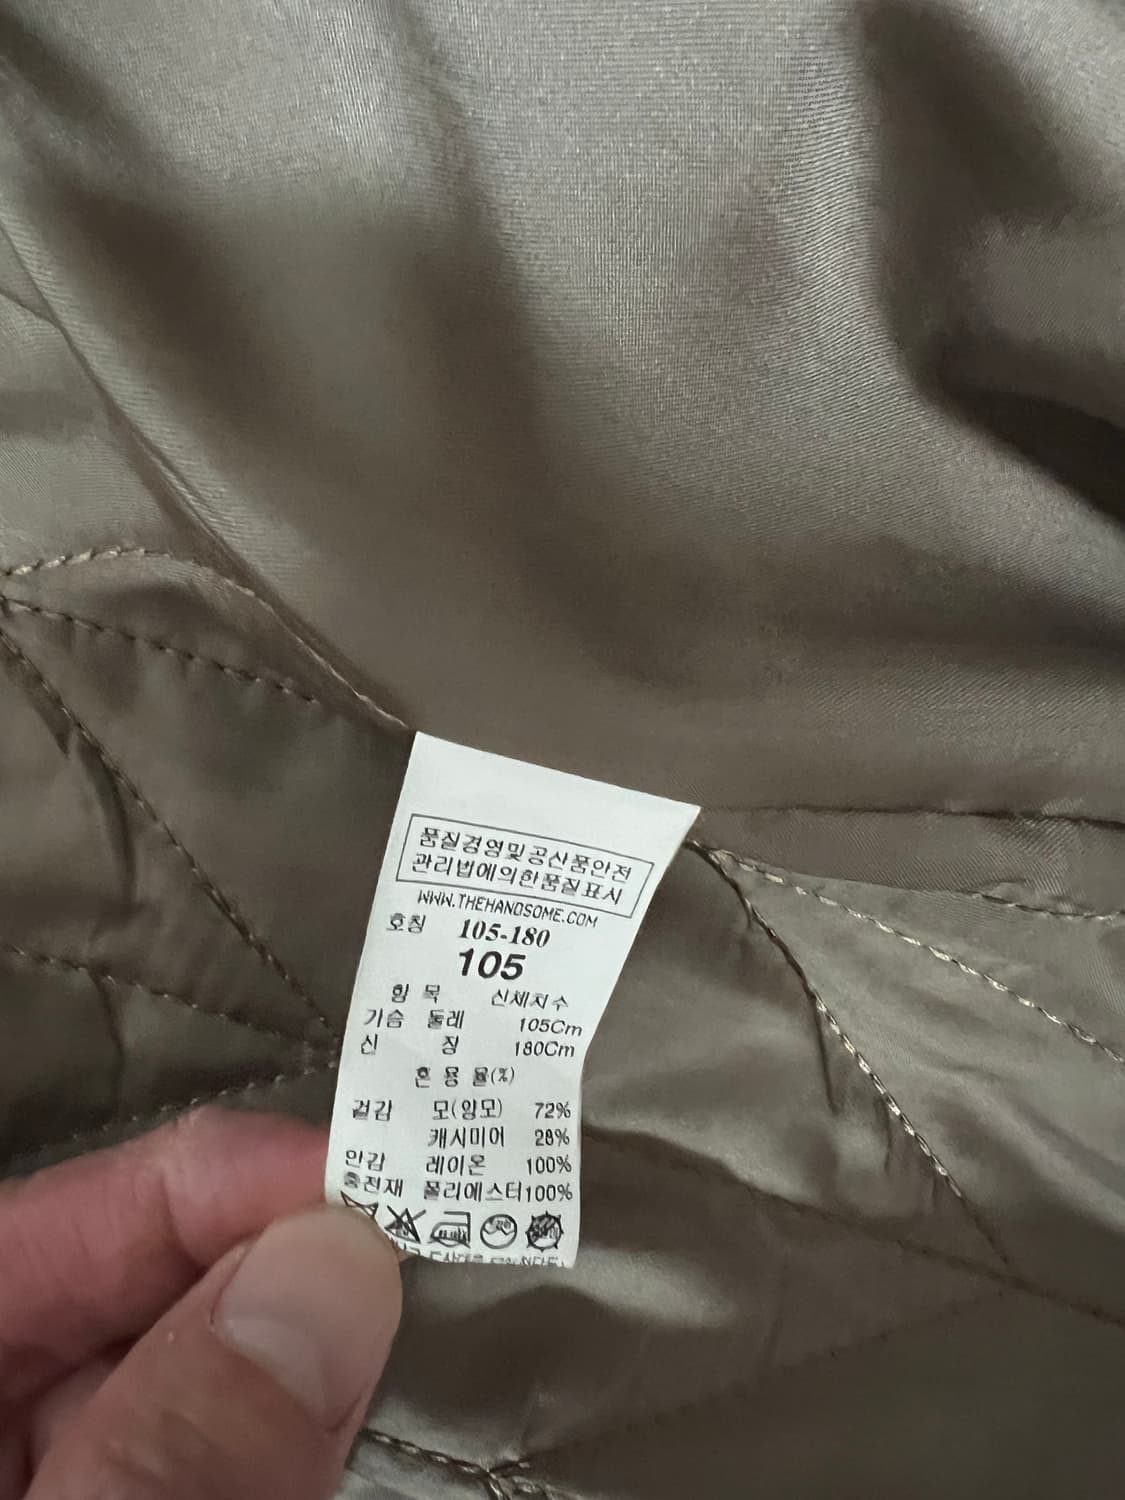 품질경영및공산품안전
관리법에의한품질표시
WWW.THEHANDSOME.COM
호칭 105-180
105
항 목 신체치수
가슴 둘레 105Cm
신 장 180Cm
혼 용 율(%)
겉감 모(양모) 72%
캐시미어 28%
안감 레이온 100%
충전재 폴리에스터100%